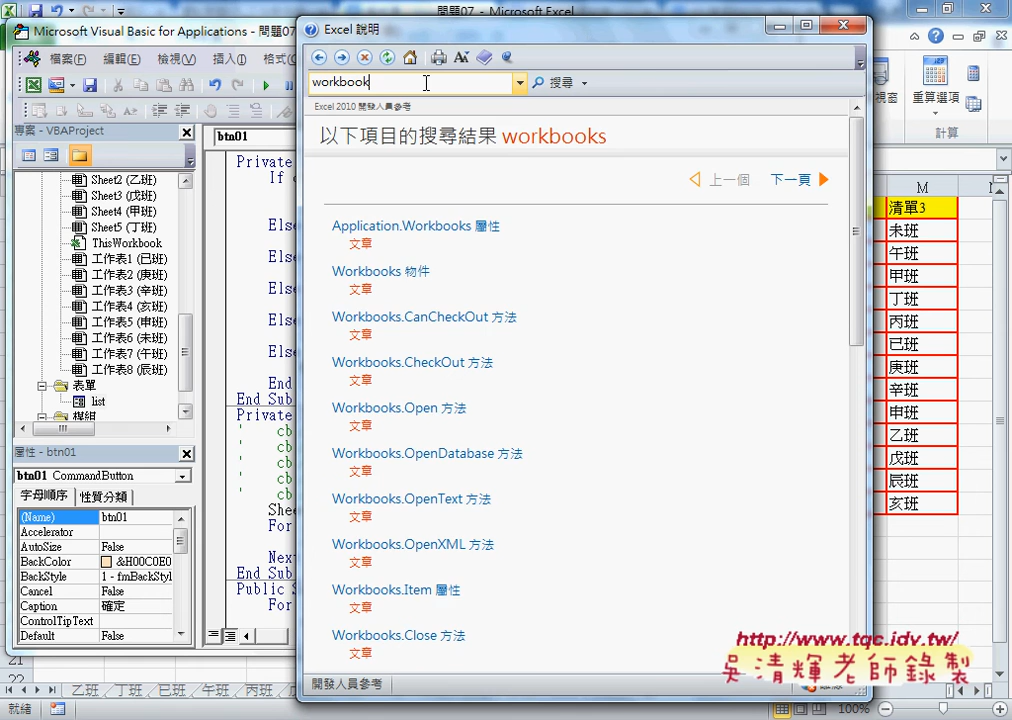 問題07 - Microsoft Excel
Microsoft Visual Basic for Applications - 問題07
檔案(F) 編輯(E) 檢視(V) 插入(I) 格式(
專案 - VBAProject
Sheet2 (乙班)
Sheet3 (戊班)
Sheet4 (甲班)
Sheet5 (丁班)
ThisWorkbook
工作表1 (已班)
工作表2 (庚班)
工作表3 (辛班)
工作表4 (亥班)
工作表5 (申班)
工作表6 (未班)
工作表7 (午班)
工作表8 (辰班)
表單
list
模組
屬性 - btn01
btn01 CommandButton
字母順序 性質分類
(Name) btn01
Accelerator
AutoSize False
BackColor &H00C0E0
BackStyle 1 - fmBackStyl
Cancel False
Caption 確定
ControlTipText
Default False
btn01
Private
If
Else
Else
Else
Else
Else
End
End Sub
Private
' cb
' cb
' cb
' cb
' cb
Shee
For
Next
End Sub
Public S
For
Excel 說明
workbook
搜尋
Excel 2010 開發人員參考
以下項目的搜尋結果 workbooks
上一個 下一頁
Application.Workbooks 屬性
文章
Workbooks 物件
文章
Workbooks.CanCheckOut 方法
文章
Workbooks.CheckOut 方法
文章
Workbooks.Open 方法
文章
Workbooks.OpenDatabase 方法
文章
Workbooks.OpenText 方法
文章
Workbooks.OpenXML 方法
文章
Workbooks.Item 屬性
文章
Workbooks.Close 方法
文章
開發人員參考
視窗 重算選項
計算
M
清單3
未班
午班
甲班
丁班
丙班
已班
庚班
辛班
申班
乙班
戊班
辰班
亥班
http://www.tqc.idv.tw/
吳清輝老師錄製
21
22
乙班 丁班 已班 午班 丙班
就緒
100%